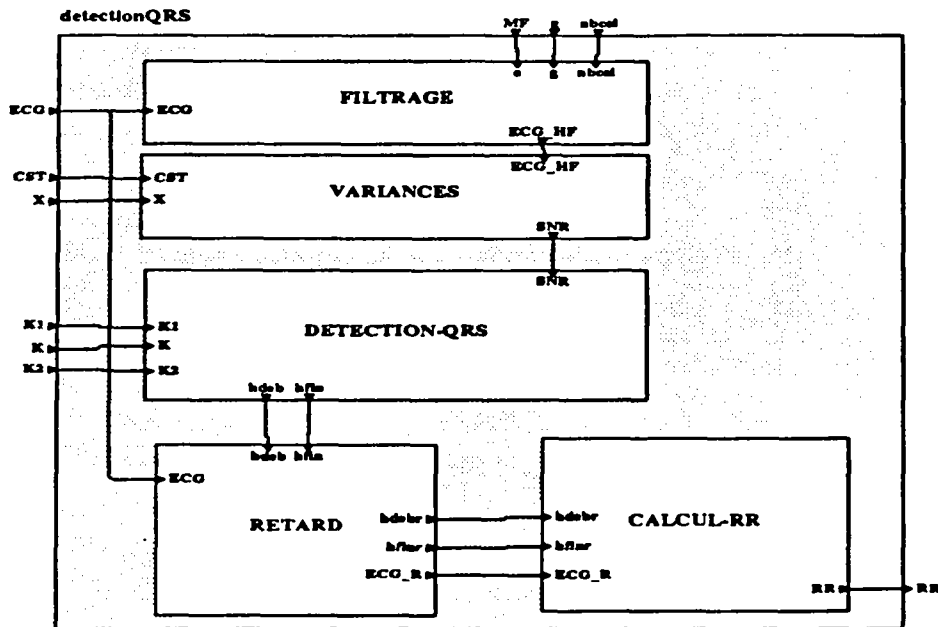 detectionQRS
MF g nbcal
e g nbcal
ECG ECG FILTRAGE
ECG_HF
ECG_HF
CST CST
X X VARIANCES
SNR
SNR
K1 K1 DETECTION-QRS
K K
K2 K2
hdeb hfin
hdeb hfin
ECG
RETARD hdebr hdebr CALCUL-RR
hfinr hfinr
ECG_R ECG_R
RR RR